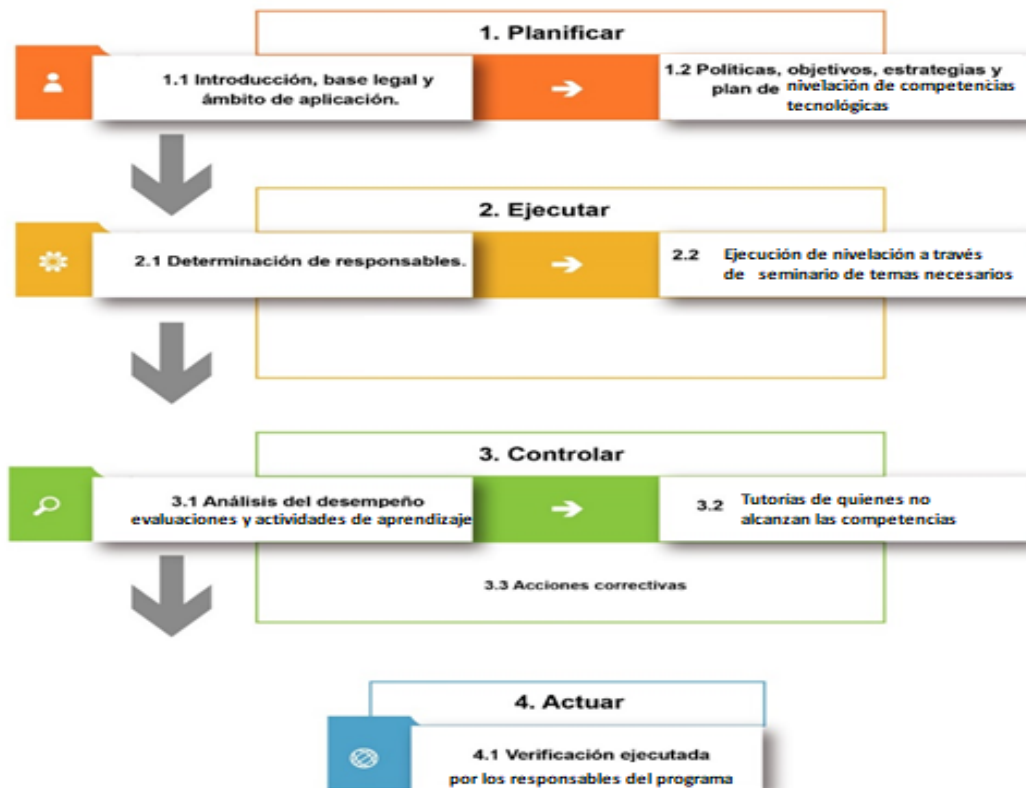 1. Planificar
1.1 Introducción, base legal y
ámbito de aplicación.
1.2 Políticas, objetivos, estrategias y
plan de nivelación de competencias
tecnológicas
2. Ejecutar
2.1 Determinación de responsables.
2.2 Ejecución de nivelación a través
de seminario de temas necesarios
3. Controlar
3.1 Análisis del desempeño
evaluaciones y actividades de aprendizaje
3.2 Tutorías de quienes no
alcanzan las competencias
3.3 Acciones correctivas
4. Actuar
4.1 Verificación ejecutada
por los responsables del programa